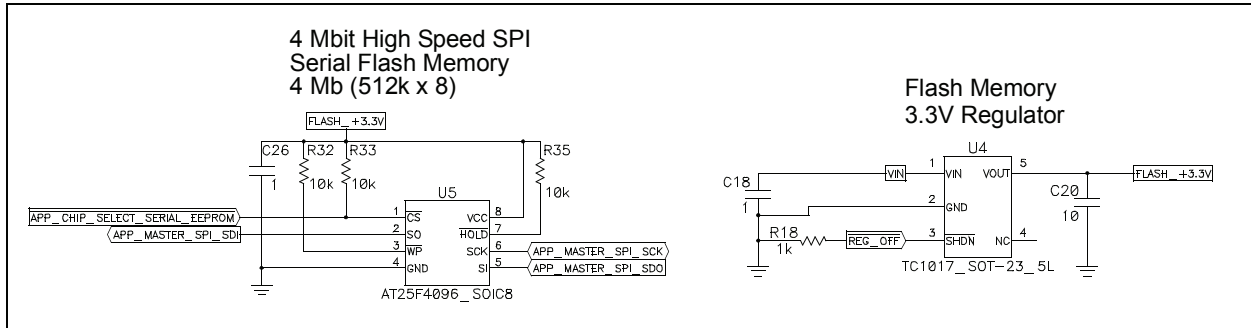 4 Mbit High Speed SPI
Serial Flash Memory
4 Mb (512k x 8)
FLASH_+3.3V
C26
1
R32
10k
R33
10k
R35
10k
U5
APP_CHIP_SELECT_SERIAL_EEPROM
1
CS
VCC
8
APP_MASTER_SPI_SDI
2
SO
HOLD
7
3
WP
SCK
6
APP_MASTER_SPI_SCK
4
GND
SI
5
APP_MASTER_SPI_SDO
AT25F4096_SOIC8
Flash Memory
3.3V Regulator
U4
C18
1
VIN
1
VIN
VOUT
5
FLASH_+3.3V
2
GND
C20
10
R18
1k
REG_OFF
3
SHDN
NC
4
TC1017_SOT-23_5L